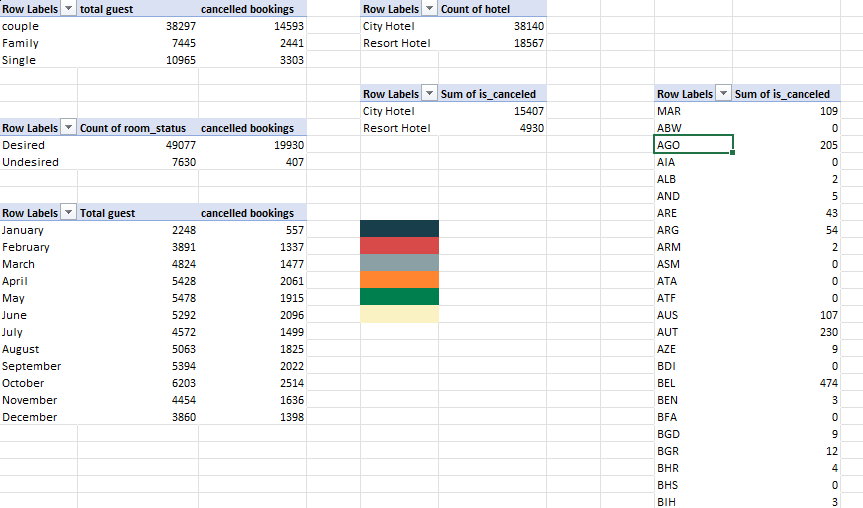 Row Labels total guest cancelled bookings
couple 38297 14593
Family 7445 2441
Single 10965 3303
Row Labels Count of room_status cancelled bookings
Desired 49077 19930
Undesired 7630 407
Row Labels Total guest cancelled bookings
January 2248 557
February 3891 1337
March 4824 1477
April 5428 2061
May 5478 1915
June 5292 2096
July 4572 1499
August 5063 1825
September 5394 2022
October 6203 2514
November 4454 1636
December 3860 1398
Row Labels Count of hotel
City Hotel 38140
Resort Hotel 18567
Row Labels Sum of is_canceled
City Hotel 15407
Resort Hotel 4930
Row Labels Sum of is_canceled
MAR 109
ABW 0
AGO 205
AIA 0
ALB 2
AND 5
ARE 43
ARG 54
ARM 2
ASM 0
ATA 0
ATF 0
AUS 107
AUT 230
AZE 9
BDI 0
BEL 474
BEN 3
BFA 0
BGD 9
BGR 12
BHR 4
BHS 0
BIH 3